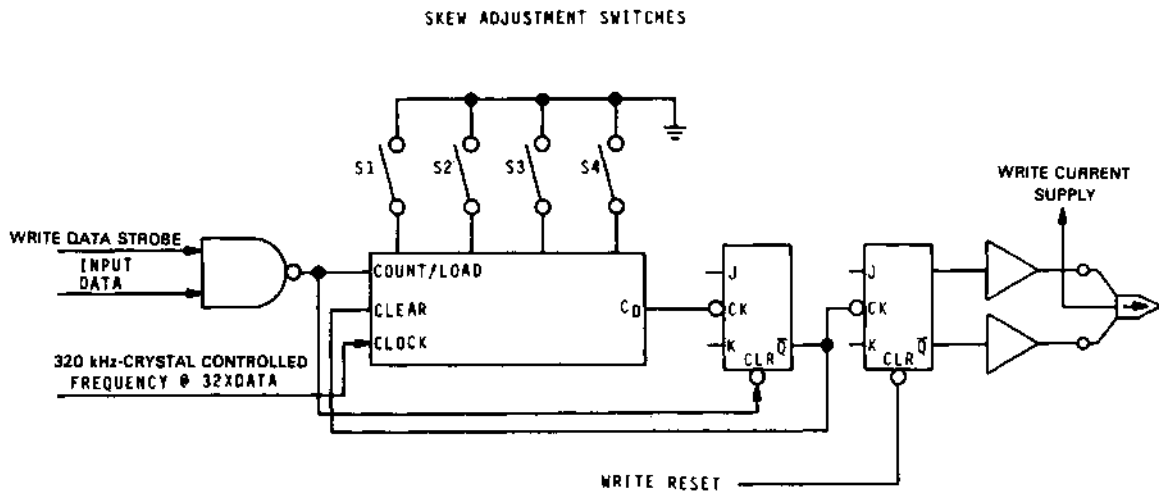 SKEW ADJUSTMENT SWITCHES
S1
S2
S3
S4
WRITE CURRENT
SUPPLY
WRITE DATA STROBE
INPUT
DATA
COUNT/LOAD
CLEAR
CLOCK
CD
J
CK
K
Q
CLR
J
CK
K
Q
CLR
320 kHz-CRYSTAL CONTROLLED
FREQUENCY @ 32XDATA
WRITE RESET